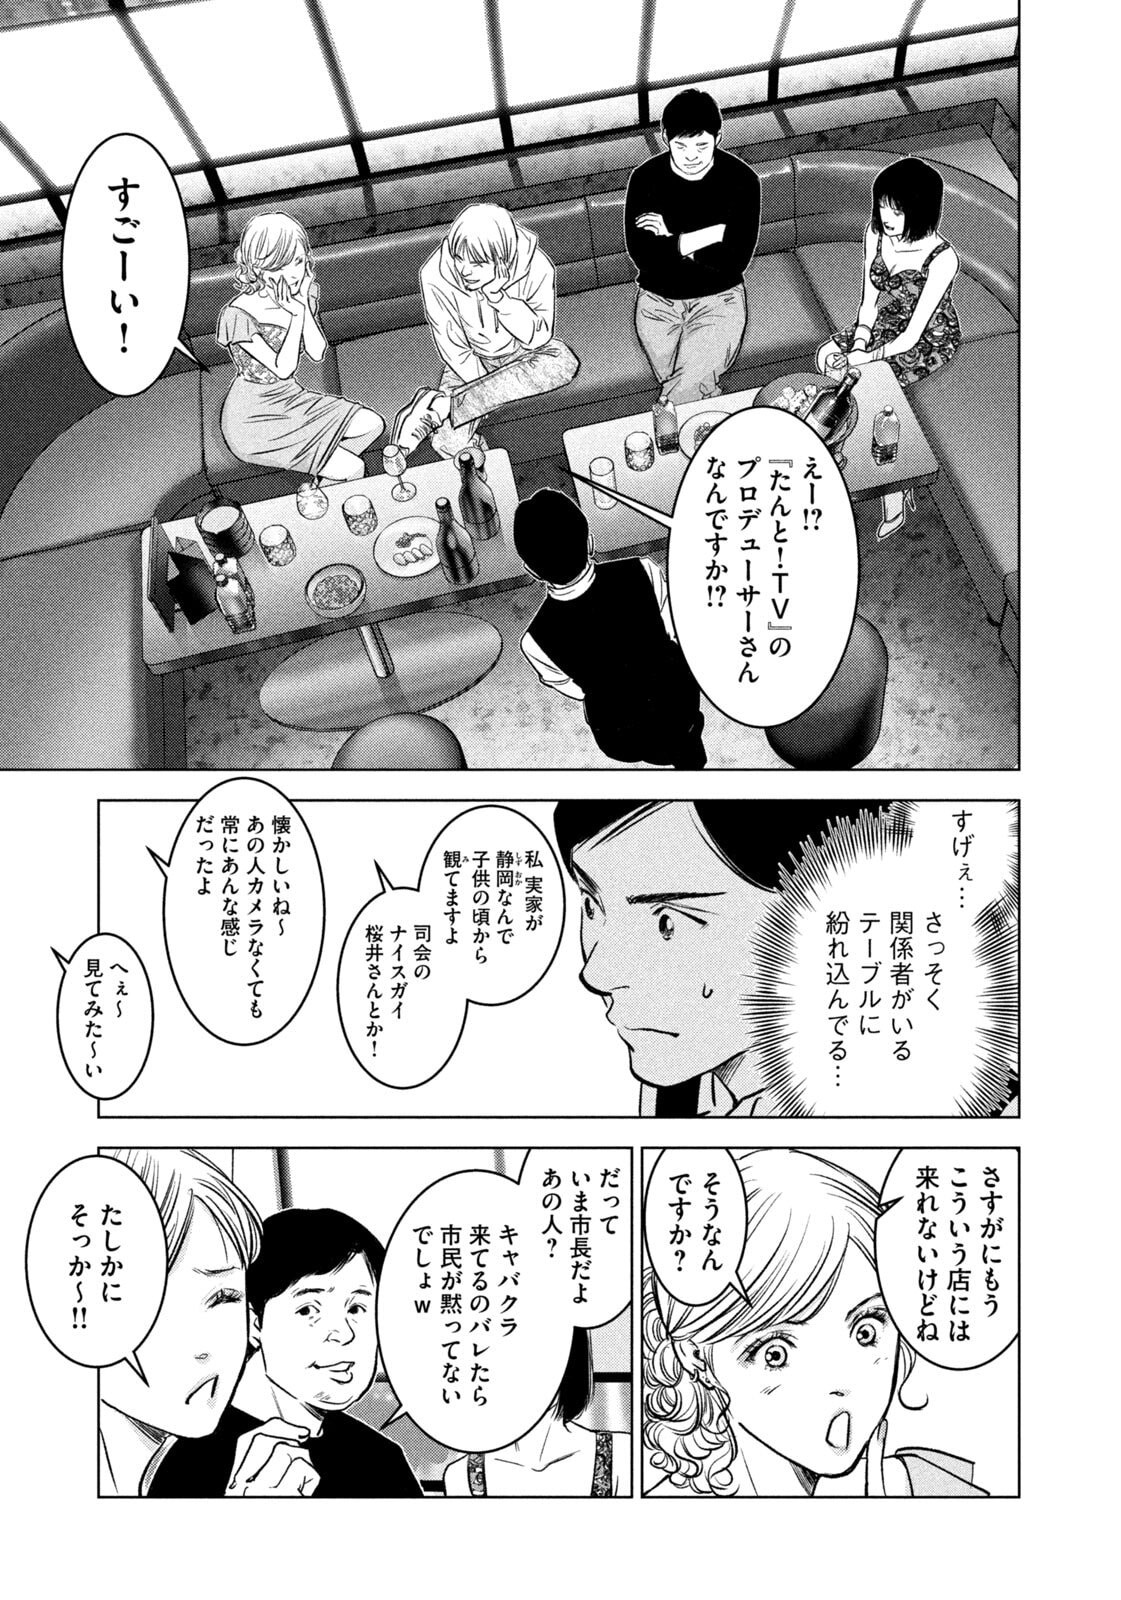 えー!?
『たんと！TV』の
プロデューサーさん
なんですか!?
すごーい！
すげぇ…
さっそく
関係者がいる
テーブルに
紛れ込んでる…
私 実家が
静岡なんで
しずおか
子供の頃から
観てますよ
み
司会の
ナイスガイ
桜井さんとか！
懐かしいね〜
あの人カメラなくても
常にあんな感じ
だったよ
へぇ〜
見てみた〜い
さすがにもう
こういう店には
来れないけどね
そうなん
ですか？
だって
いま市長だよ
あの人？
キャバクラ
来てるのバレたら
市民が黙ってない
でしょw
たしかに
そっか〜!!